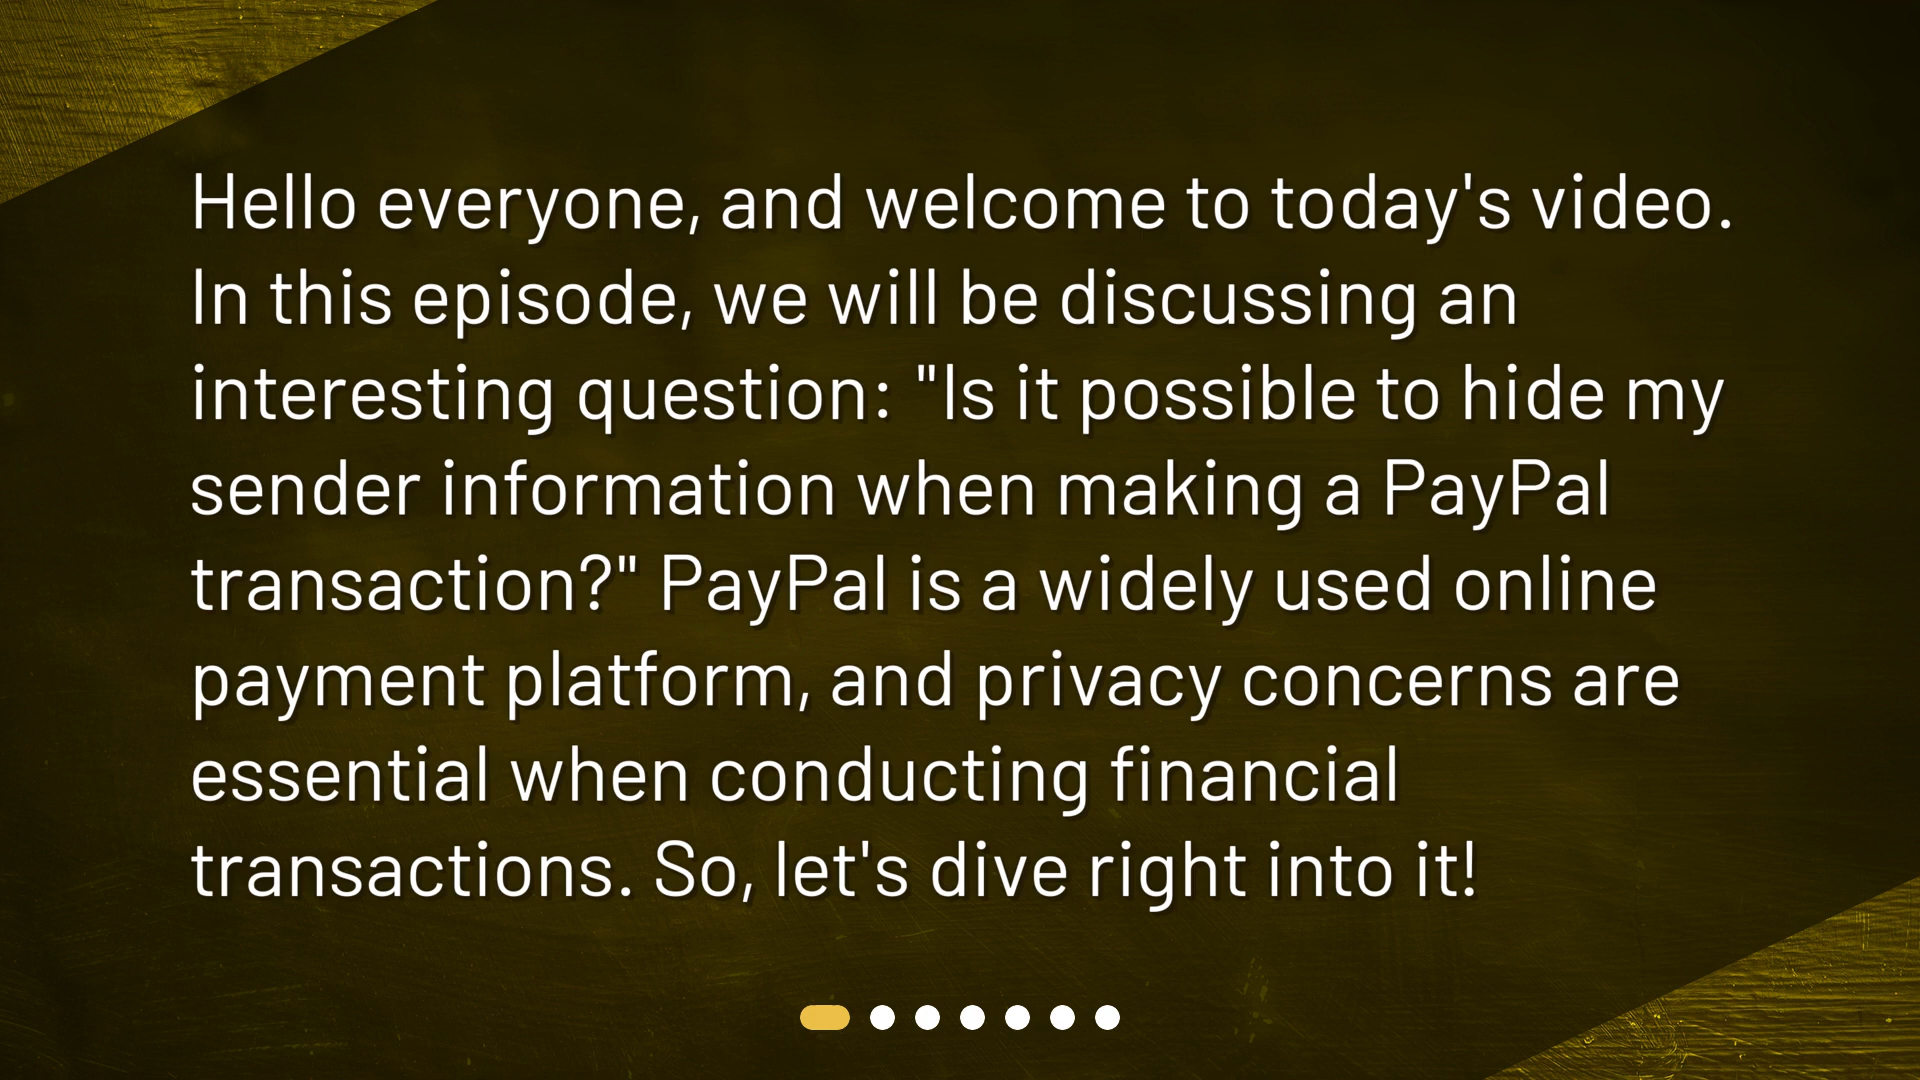 Hello everyone, and welcome to today's video.
In this episode, we will be discussing an
interesting question: "Is it possible to hide my
sender information when making a PayPal
transaction?" PayPal is a widely used online
payment platform, and privacy concerns are
essential when conducting financial
transactions. So, let's dive right into it!